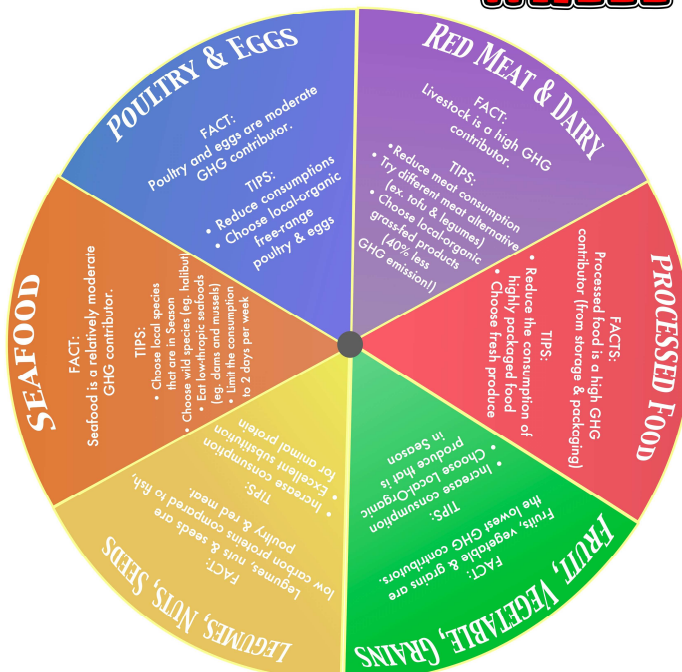 POULTRY & EGGS
FACT:
Poultry and eggs are moderate
GHG contributor.
TIPS:
• Reduce consumptions
• Choose local-organic
free-range
poultry & eggs
RED MEAT & DAIRY
FACT:
Livestock is a high GHG
contributor.
TIPS:
•Reduce meat consumption
• Try different meat alternative
(ex. tofu & legumes)
• Choose local-organic
grass-fed products
(40% less
GHG emission!)
PROCESSED FOOD
FACTS:
Processed food is a high GHG
contributor (from storage & packaging)
TIPS:
• Reduce the consumption of
highly packaged food
• Choose fresh produce
FRUIT, VEGETABLE, GRAINS
FACT:
Fruits, vegetable & grains are
the lowest GHG contributors.
TIPS:
• Increase consumption
• Choose Local-Organic
produce that is
in Season
LEGUMES, NUTS, SEEDS
FACT:
Legumes, nuts & seeds are
low carbon proteins compared to fish,
poultry & red meat.
TIPS:
• Increase consumption
• Excellent substitution
for animal protein
SEAFOOD
FACT:
Seafood is a relatively moderate
GHG contributor.
TIPS:
• Choose local species
that are in Season
• Choose wild species (eg. halibut)
• Eat low-thropic seafoods
(eg. clams and mussels)
• Limit the consumption
to 2 days per week